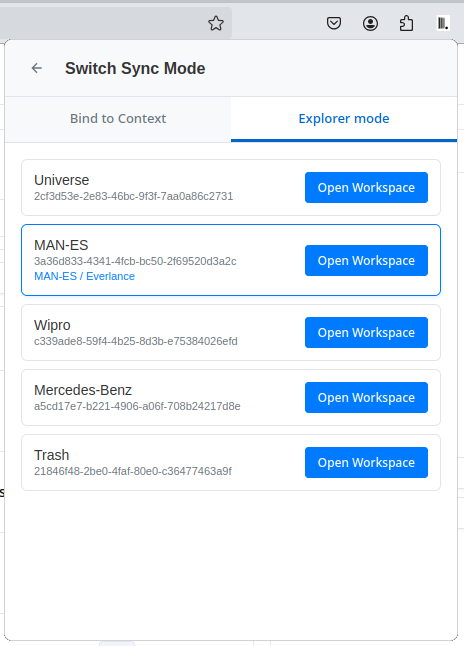 Switch Sync Mode
Bind to Context
Explorer mode
Universe
2cf3d53e-2e83-46bc-9f3f-7aa0a86c2731
Open Workspace
MAN-ES
3a36d833-4341-4fcb-bc50-2f69520d3a2c
MAN-ES / Everlance
Open Workspace
Wipro
c339ade8-59f4-4b25-8d3b-e75384026efd
Open Workspace
Mercedes-Benz
a5cd17e7-b221-4906-a06f-708b24217d8e
Open Workspace
Trash
21846f48-2be0-4faf-80e0-c36477463a9f
Open Workspace